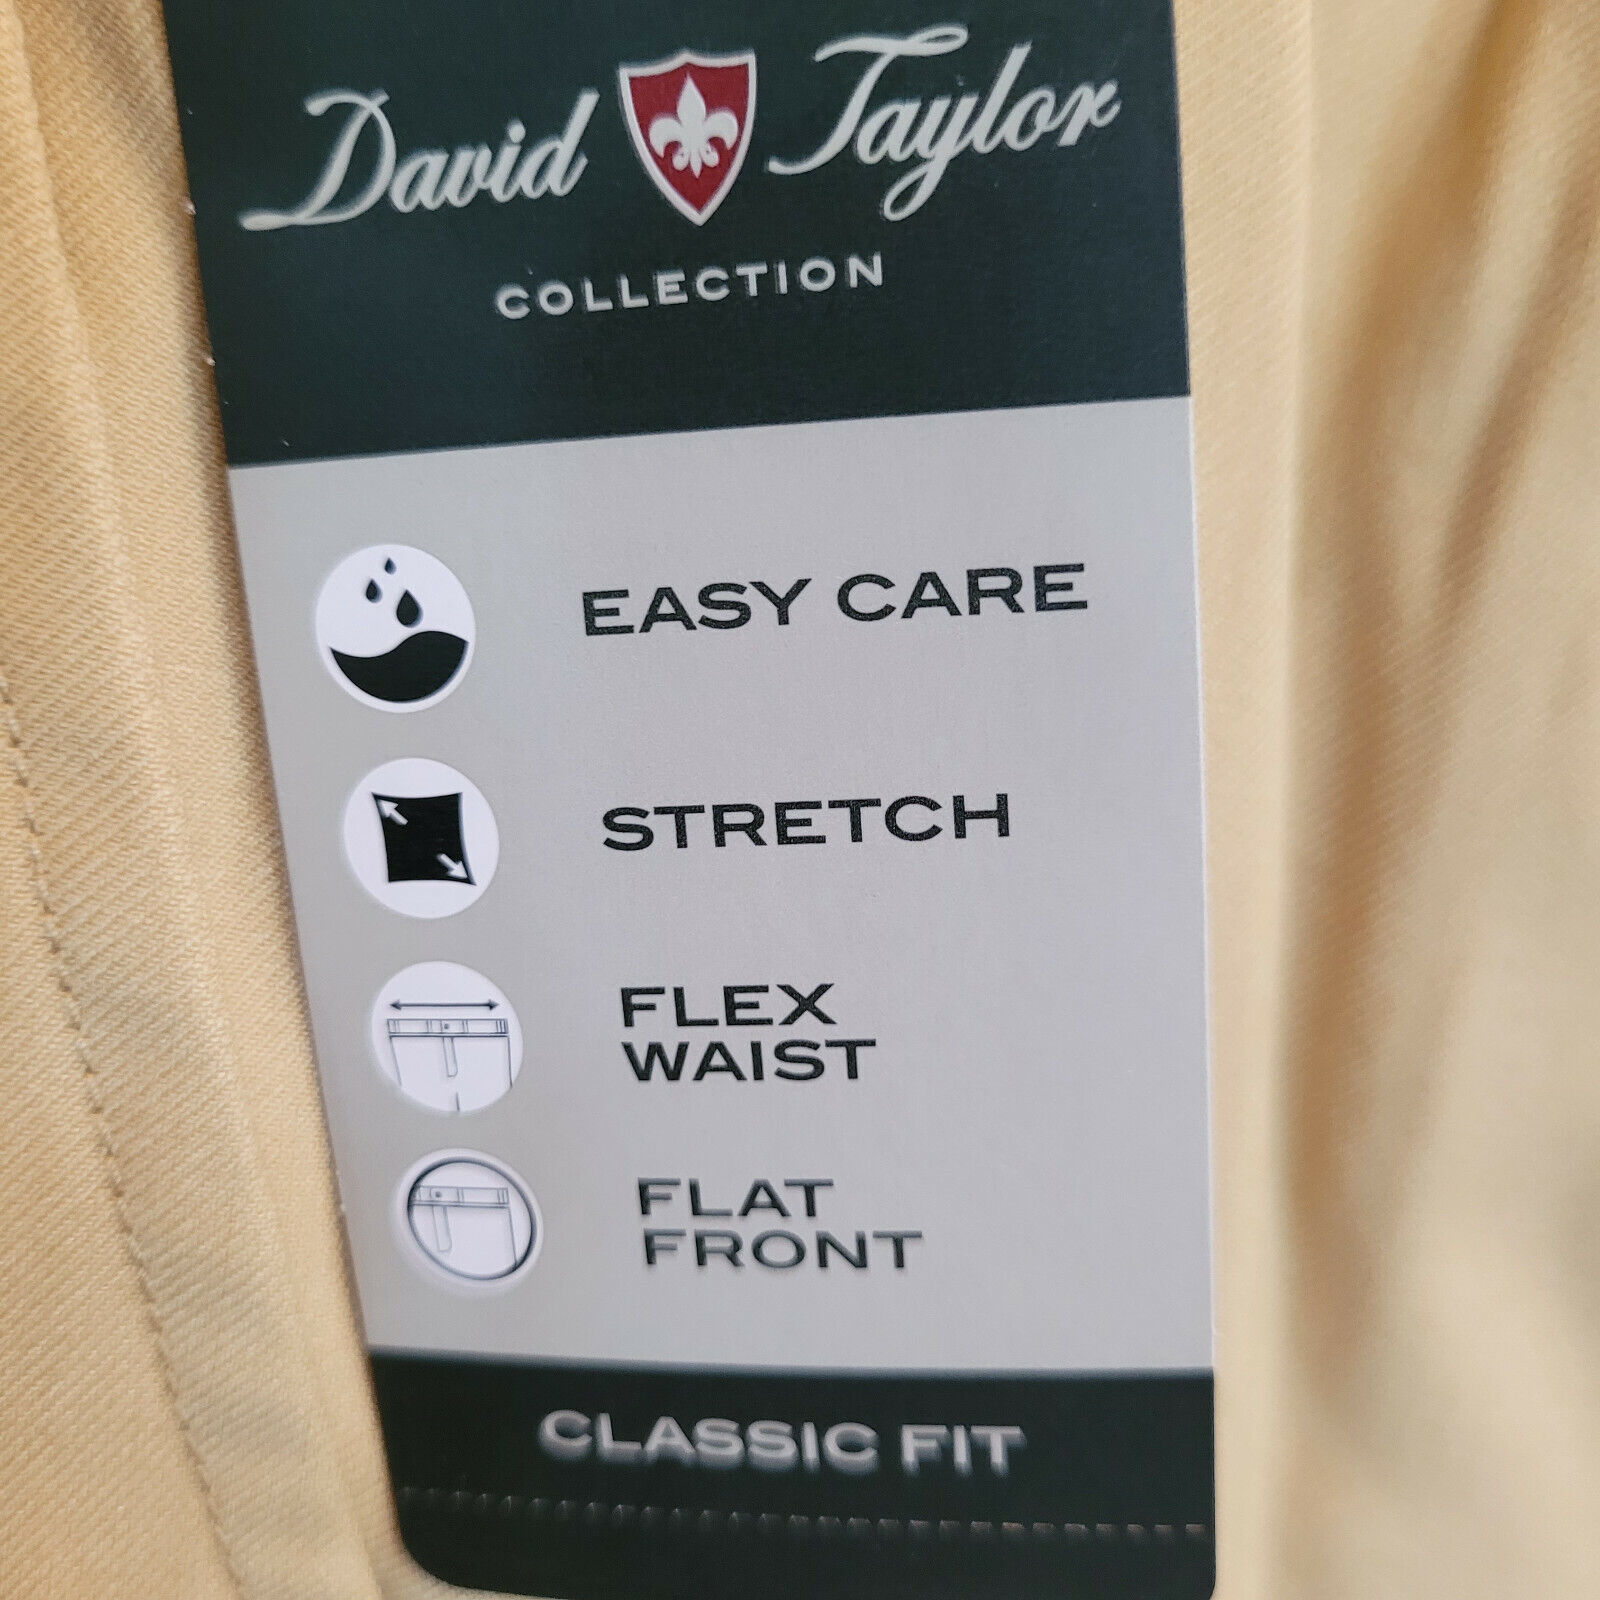 David Taylor
COLLECTION
EASY CARE
STRETCH
FLEX
WAIST
FLAT
FRONT
CLASSIC FIT